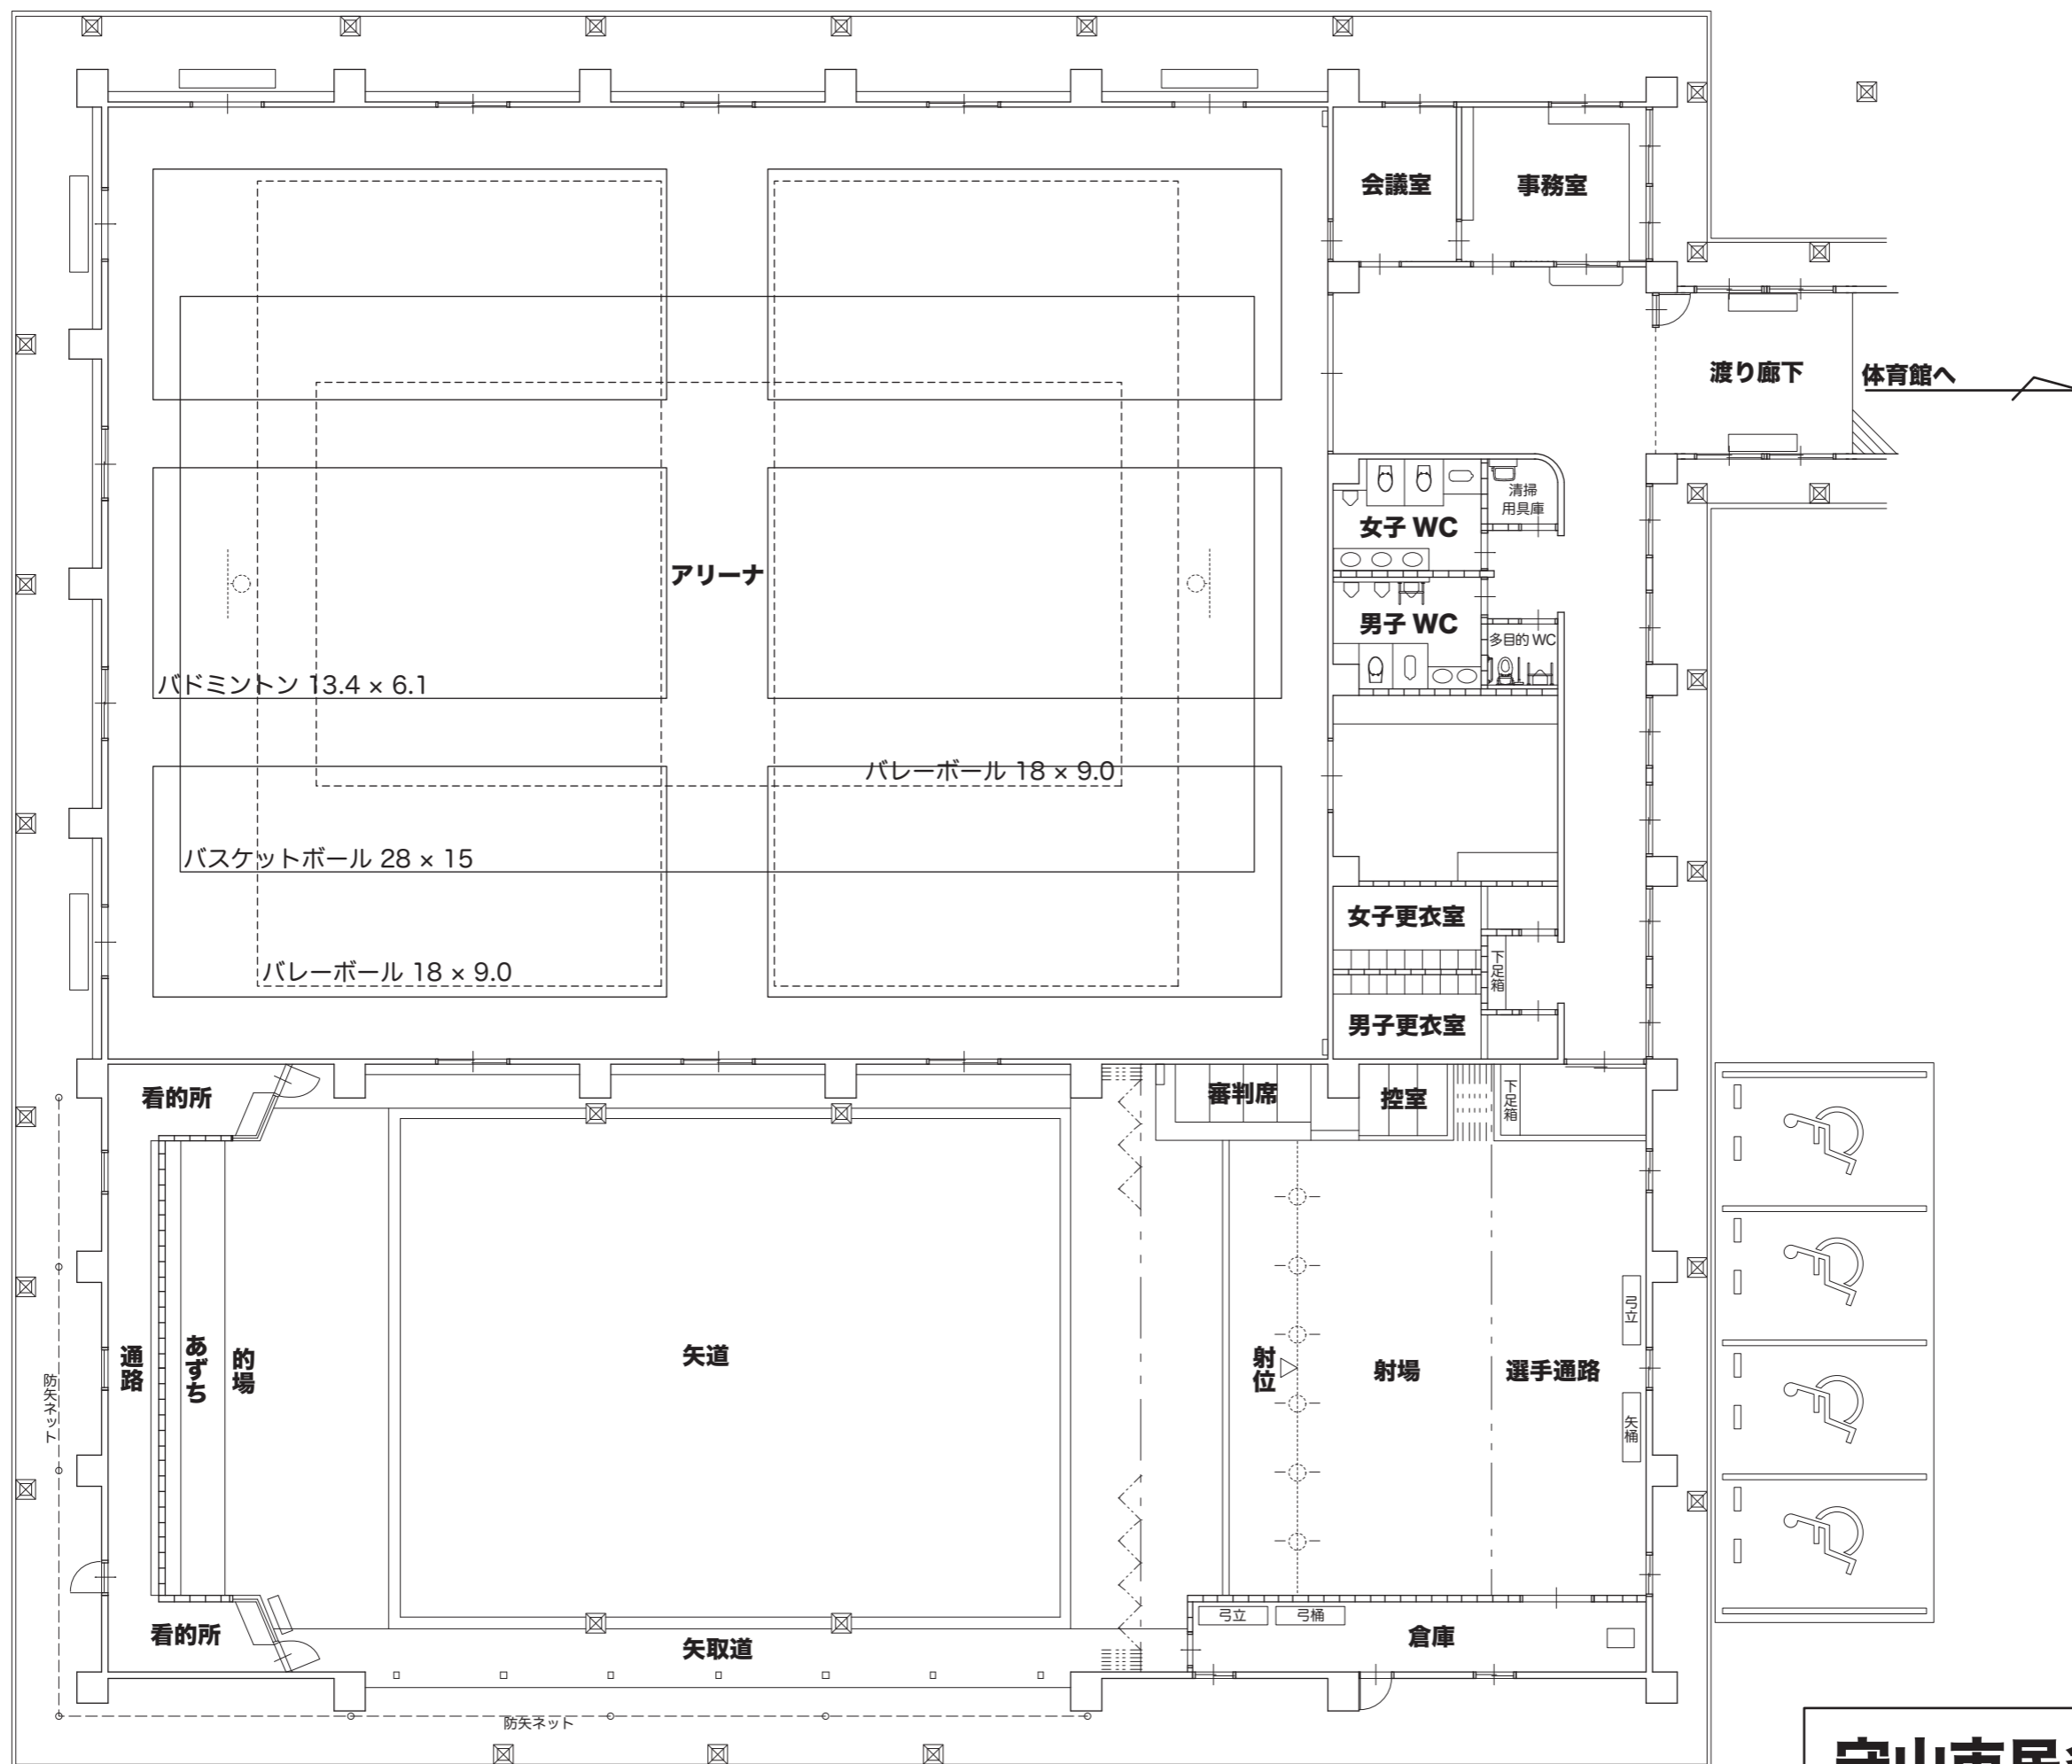 会議室
事務室
渡り廊下
体育館へ
清掃
用具庫
女子 WC
アリーナ
男子 WC
多目的 WC
バドミントン 13.4 × 6.1
バレーボール 18 × 9.0
バスケットボール 28 × 15
女子更衣室
下足箱
バレーボール 18 × 9.0
男子更衣室
看的所
審判席
控室
下足箱
弓立
通路
あずち
的場
矢道
射位
射場
選手通路
防矢ネット
矢桶
弓立
弓桶
倉庫
看的所
矢取道
防矢ネット
守山市民